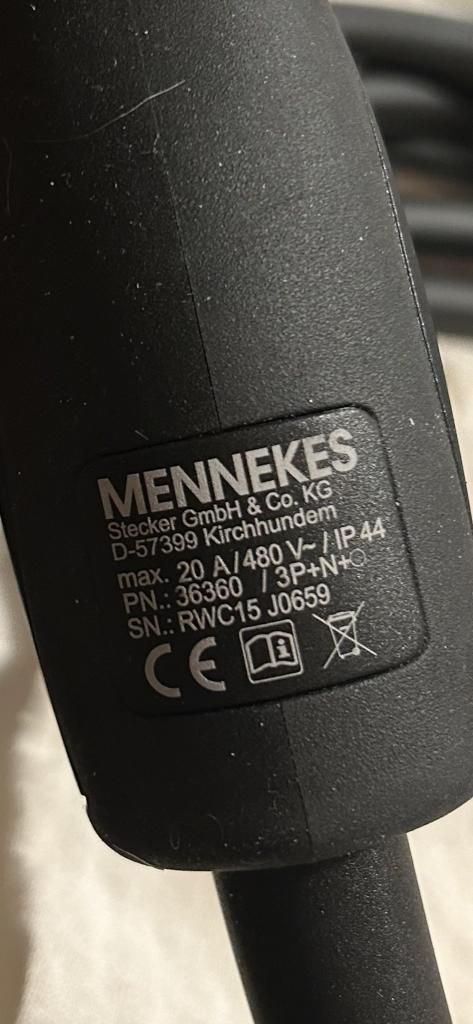 MENNEKES
Stecker GmbH & Co. KG
D-57399 Kirchhundem
max. 20 A/480 V~ / IP 44
PN.: 36360 / 3P+N+
SN.: RWC15 J0659
CE